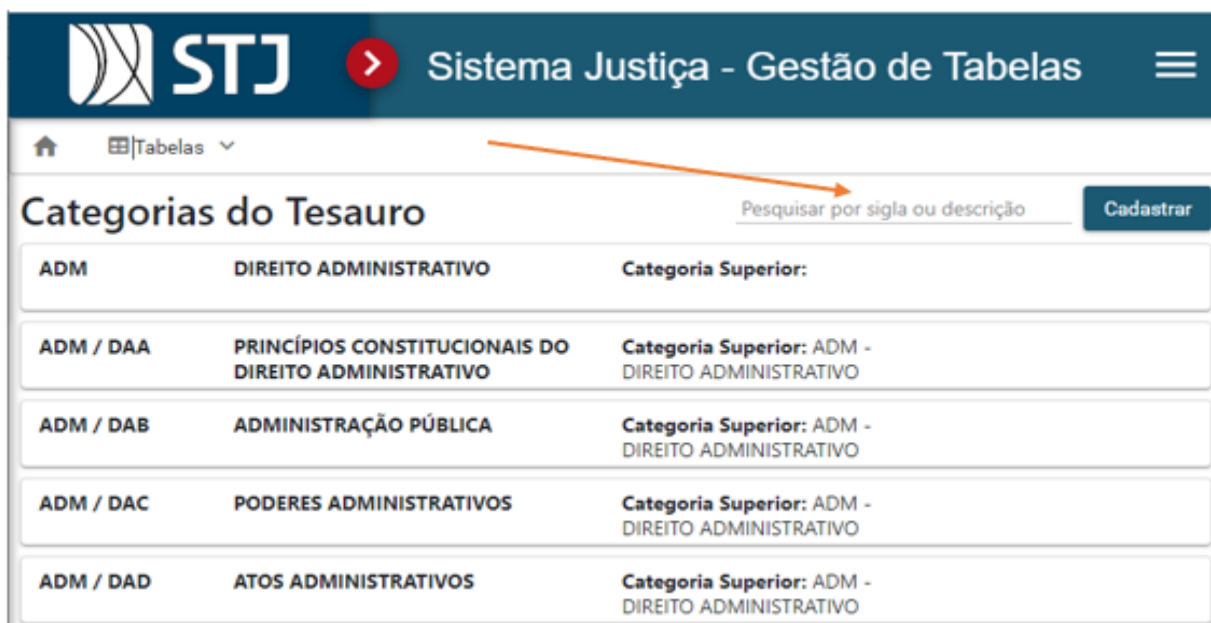 STJ
Sistema Justiça - Gestão de Tabelas
Tabelas
Categorias do Tesauro
Pesquisar por sigla ou descrição
Cadastrar
ADM
DIREITO ADMINISTRATIVO
Categoria Superior:
ADM / DAA
PRINCÍPIOS CONSTITUCIONAIS DO
DIREITO ADMINISTRATIVO
Categoria Superior: ADM -
DIREITO ADMINISTRATIVO
ADM / DAB
ADMINISTRAÇÃO PÚBLICA
Categoria Superior: ADM -
DIREITO ADMINISTRATIVO
ADM / DAC
PODERES ADMINISTRATIVOS
Categoria Superior: ADM -
DIREITO ADMINISTRATIVO
ADM / DAD
ATOS ADMINISTRATIVOS
Categoria Superior: ADM -
DIREITO ADMINISTRATIVO